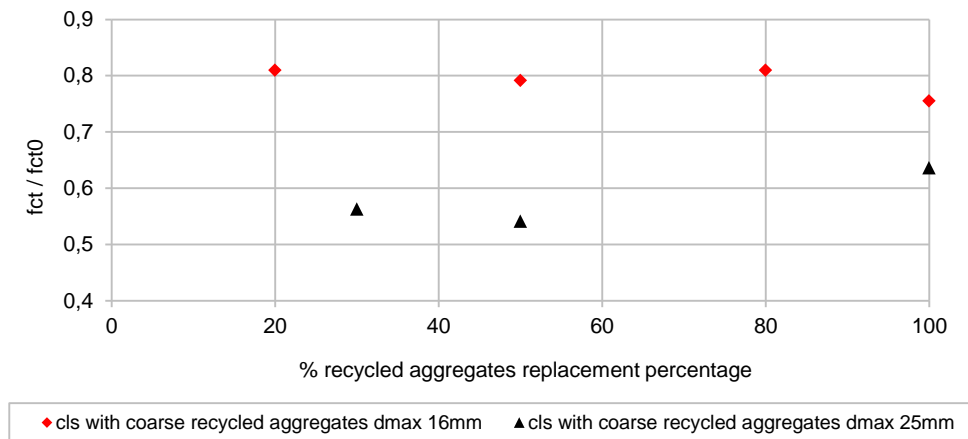 0,9
0,8
0,7
0,6
0,5
0,4
fct / fct0
0 20 40 60 80 100
% recycled aggregates replacement percentage
cls with coarse recycled aggregates dmax 16mm cls with coarse recycled aggregates dmax 25mm